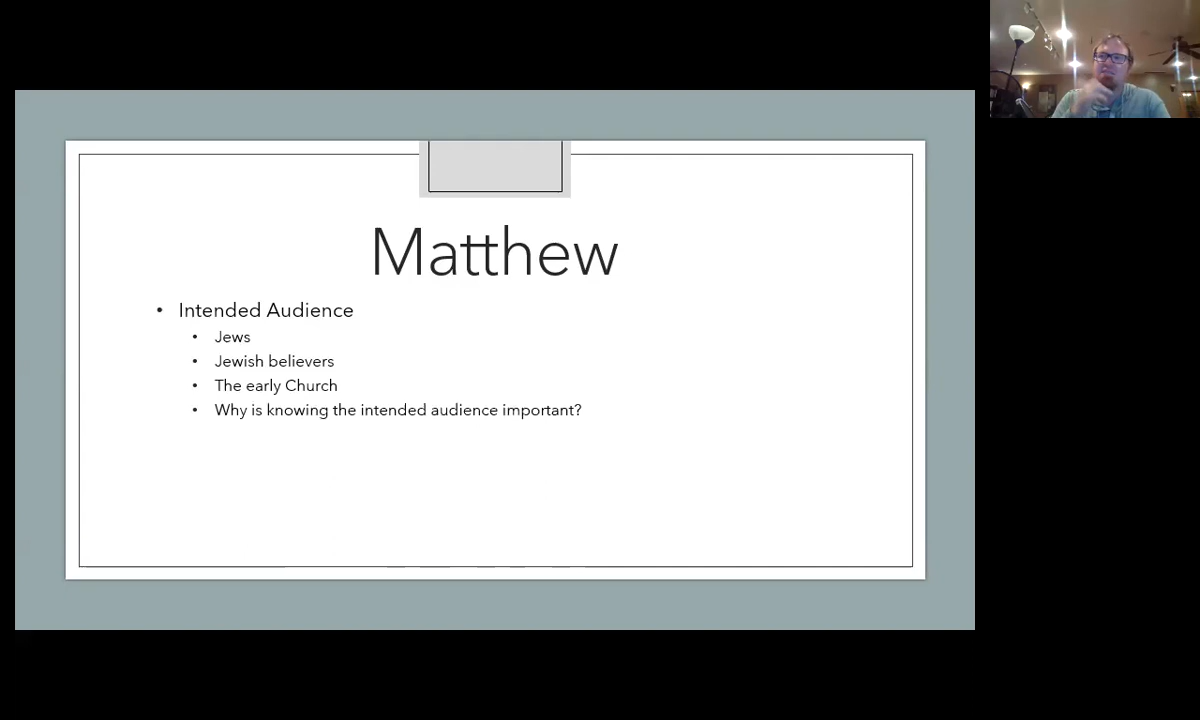 Matthew
• Intended Audience
• Jews
• Jewish believers
• The early Church
• Why is knowing the intended audience important?